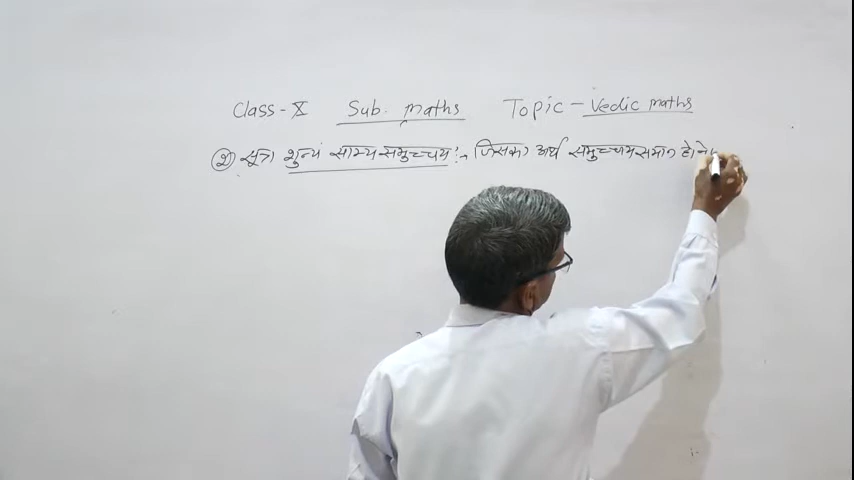 Class-X Sub. Maths Topic - Vedic Maths
(2) सूत्र शुन्यं साम्य समुच्चय :→ जिसका अर्थ समुच्चय समान होने